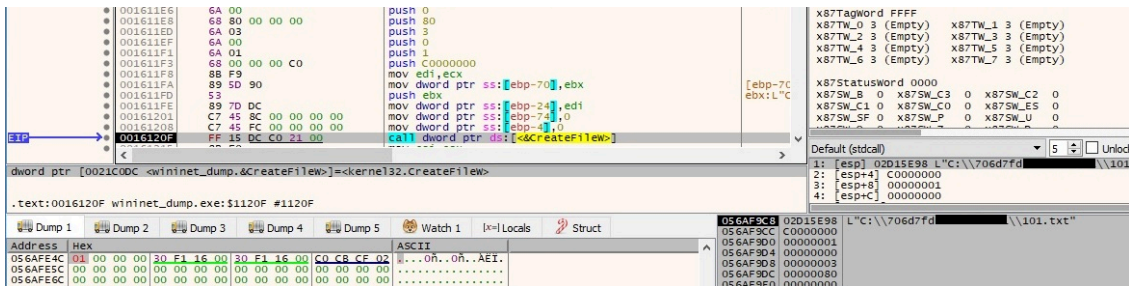 001611E6 6A 00 push 0
001611E8 68 80 00 00 00 push 80
001611ED 6A 03 push 3
001611EF 6A 00 push 0
001611F1 6A 01 push 1
001611F3 68 00 00 00 C0 push C0000000
001611F8 8B F9 mov edi,ecx
001611FA 89 5D 90 mov dword ptr ss:[ebp-70],ebx [ebp-70
001611FD 53 push ebx ebx:L"C
001611FE 89 7D DC mov dword ptr ss:[ebp-24],edi
00161201 C7 45 8C 00 00 00 00 mov dword ptr ss:[ebp-74],0
00161208 C7 45 FC 00 00 00 00 mov dword ptr ss:[ebp-4],0
EIP 0016120F FF 15 DC C0 21 00 call dword ptr ds:[<&CreateFileW>]
dword ptr [0021C0DC <wininet_dump.&CreateFileW>]=<kernel32.CreateFileW>
.text:0016120F wininet_dump.exe:$1120F #1120F
x87TagWord FFFF
x87TW_0 3 (Empty) x87TW_1 3 (Empty)
x87TW_2 3 (Empty) x87TW_3 3 (Empty)
x87TW_4 3 (Empty) x87TW_5 3 (Empty)
x87TW_6 3 (Empty) x87TW_7 3 (Empty)
x87StatusWord 0000
x87SW_B 0 x87SW_C3 0 x87SW_C2 0
x87SW_C1 0 x87SW_C0 0 x87SW_ES 0
x87SW_SF 0 x87SW_P 0 x87SW_U 0
Default (stdcall) 5 Unlock
1: [esp] 02D15E98 L"C:\\706d7fd \\101
2: [esp+4] C0000000
3: [esp+8] 00000001
4: [esp+C] 00000000
Dump 1 Dump 2 Dump 3 Dump 4 Dump 5 Watch 1 [x=] Locals Struct
Address Hex ASCII
056AFE4C 01 00 00 00 30 F1 16 00 30 F1 16 00 C0 CB CF 02 ....0ñ..0ñ..ÀËÏ.
056AFE5C 00 00 00 00 00 00 00 00 00 00 00 00 00 00 00 00 ................
056AFE6C 00 00 00 00 00 00 00 00 00 00 00 00 00 00 00 00 ................
056AF9C8 02D15E98 L"C:\\706d7fd \\101.txt"
056AF9CC C0000000
056AF9D0 00000001
056AF9D4 00000000
056AF9D8 00000003
056AF9DC 00000080
056AF9E0 00000000